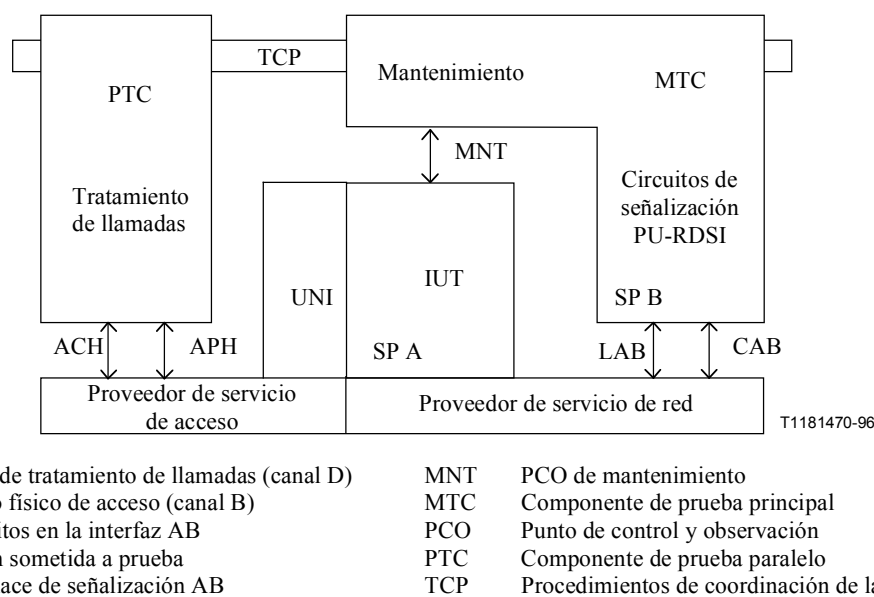 TCP
PTC
Mantenimiento
MTC
MNT
Tratamiento
de llamadas
Circuitos de
señalización
PU-RDSI
UNI
IUT
SP B
SP A
ACH
APH
LAB
CAB
Proveedor de servicio
de acceso
Proveedor de servicio de red
T1181470-96
de tratamiento de llamadas (canal D) MNT PCO de mantenimiento
físico de acceso (canal B) MTC Componente de prueba principal
en la interfaz AB PCO Punto de control y observación
sometida a prueba PTC Componente de prueba paralelo
de señalización AB TCP Procedimientos de coordinación de